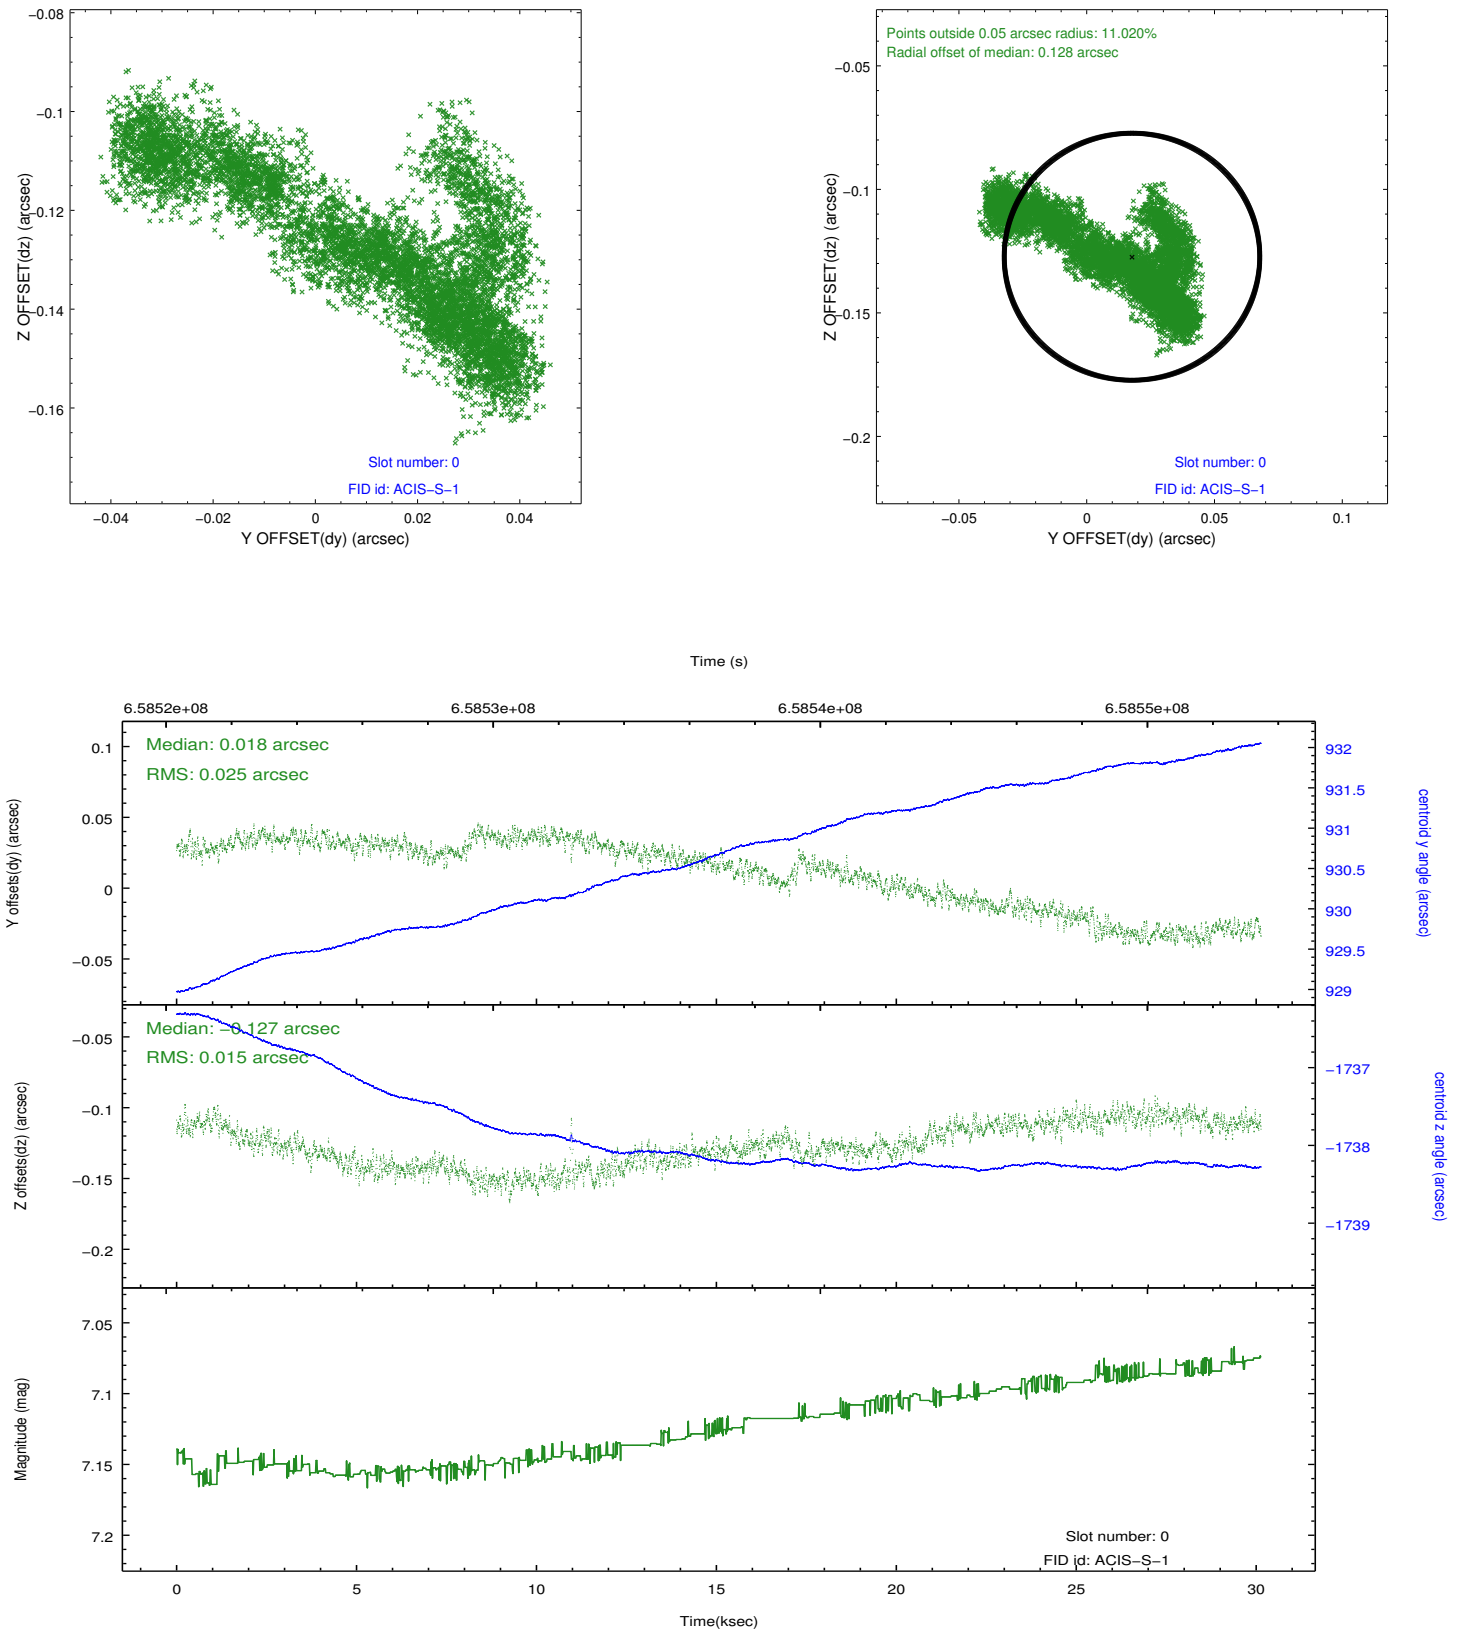 −0.08
−0.1
−0.12
−0.14
−0.16
Z OFFSET(dz) (arcsec)
Slot number: 0
FID id: ACIS−S−1
−0.04
−0.02
0
0.02
0.04
Y OFFSET(dy) (arcsec)
Points outside 0.05 arcsec radius: 11.020%
Radial offset of median: 0.128 arcsec
−0.05
−0.1
−0.15
−0.2
Z OFFSET(dz) (arcsec)
Slot number: 0
FID id: ACIS−S−1
−0.05
0
0.05
0.1
Y OFFSET(dy) (arcsec)
Time (s)
6.5852e+08
6.5853e+08
6.5854e+08
6.5855e+08
Median: 0.018 arcsec
RMS: 0.025 arcsec
0.1
0.05
0
−0.05
Y offsets(dy) (arcsec)
932
931.5
931
930.5
930
929.5
929
centroid y angle (arcsec)
Median: −0.127 arcsec
RMS: 0.015 arcsec
−0.05
−0.1
−0.15
−0.2
Z offsets(dz) (arcsec)
−1737
−1738
−1739
centroid z angle (arcsec)
7.05
7.1
7.15
7.2
Magnitude (mag)
Slot number: 0
FID id: ACIS−S−1
0
5
10
15
20
25
30
Time(ksec)